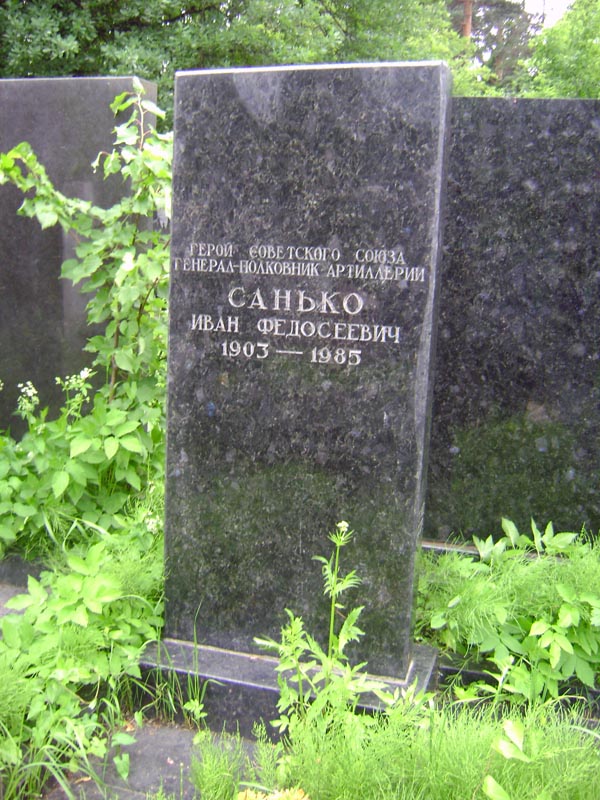 ГЕРОЙ СОВЕТСКОГО СОЮЗА
ГЕНЕРАЛ-ПОЛКОВНИК АРТИЛЛЕРИИ
САНЬКО
ИВАН ФЕДОСЕЕВИЧ
1903 — 1985